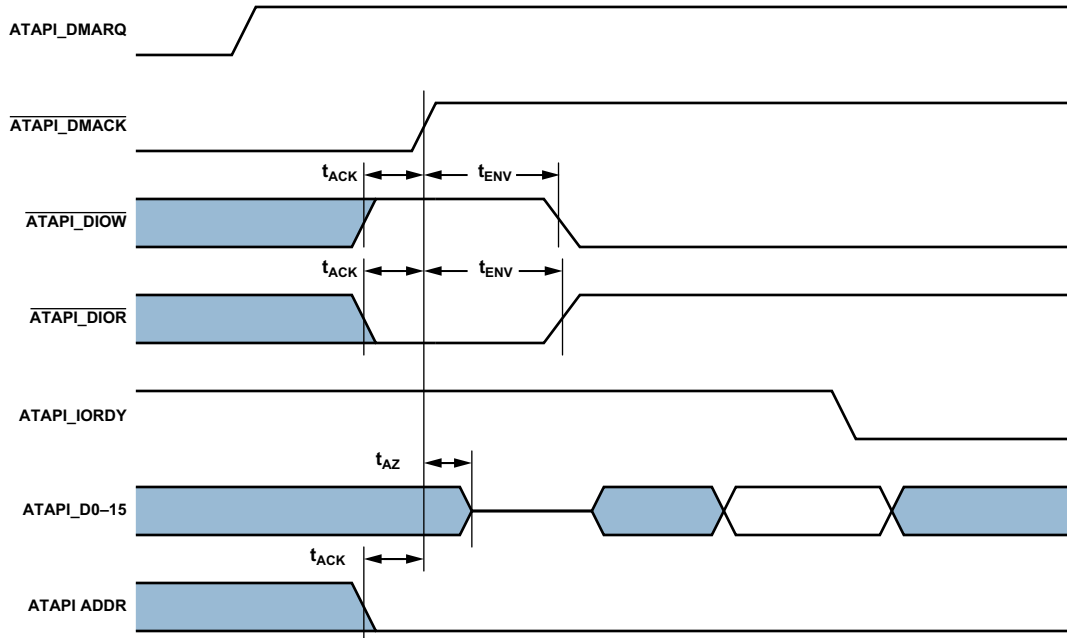 ATAPI_DMARQ
ATAPI_DMACK
tACK tENV
ATAPI_DIOW
tACK tENV
ATAPI_DIOR
ATAPI_IORDY
tAZ
ATAPI_D0–15
tACK
ATAPI ADDR